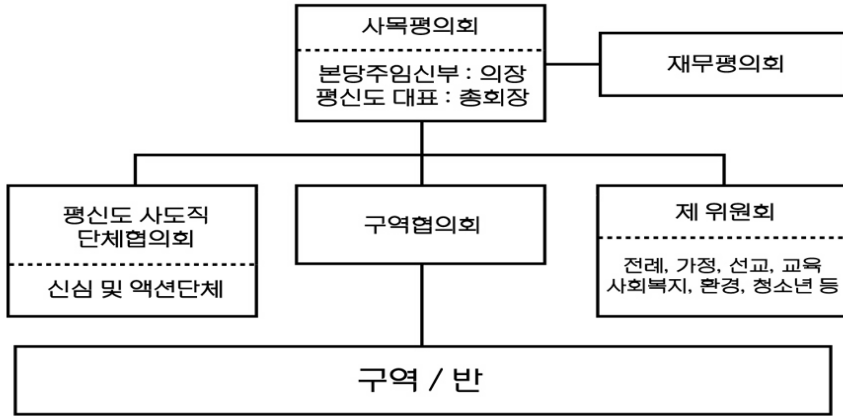 사목평의회
본당주임신부 : 의장
평신도 대표 : 총회장
재무평의회
평신도 사도직
단체협의회
신심 및 액션단체
구역협의회
제 위원회
전례, 가정, 선교, 교육
사회복지, 환경, 청소년 등
구역 / 반